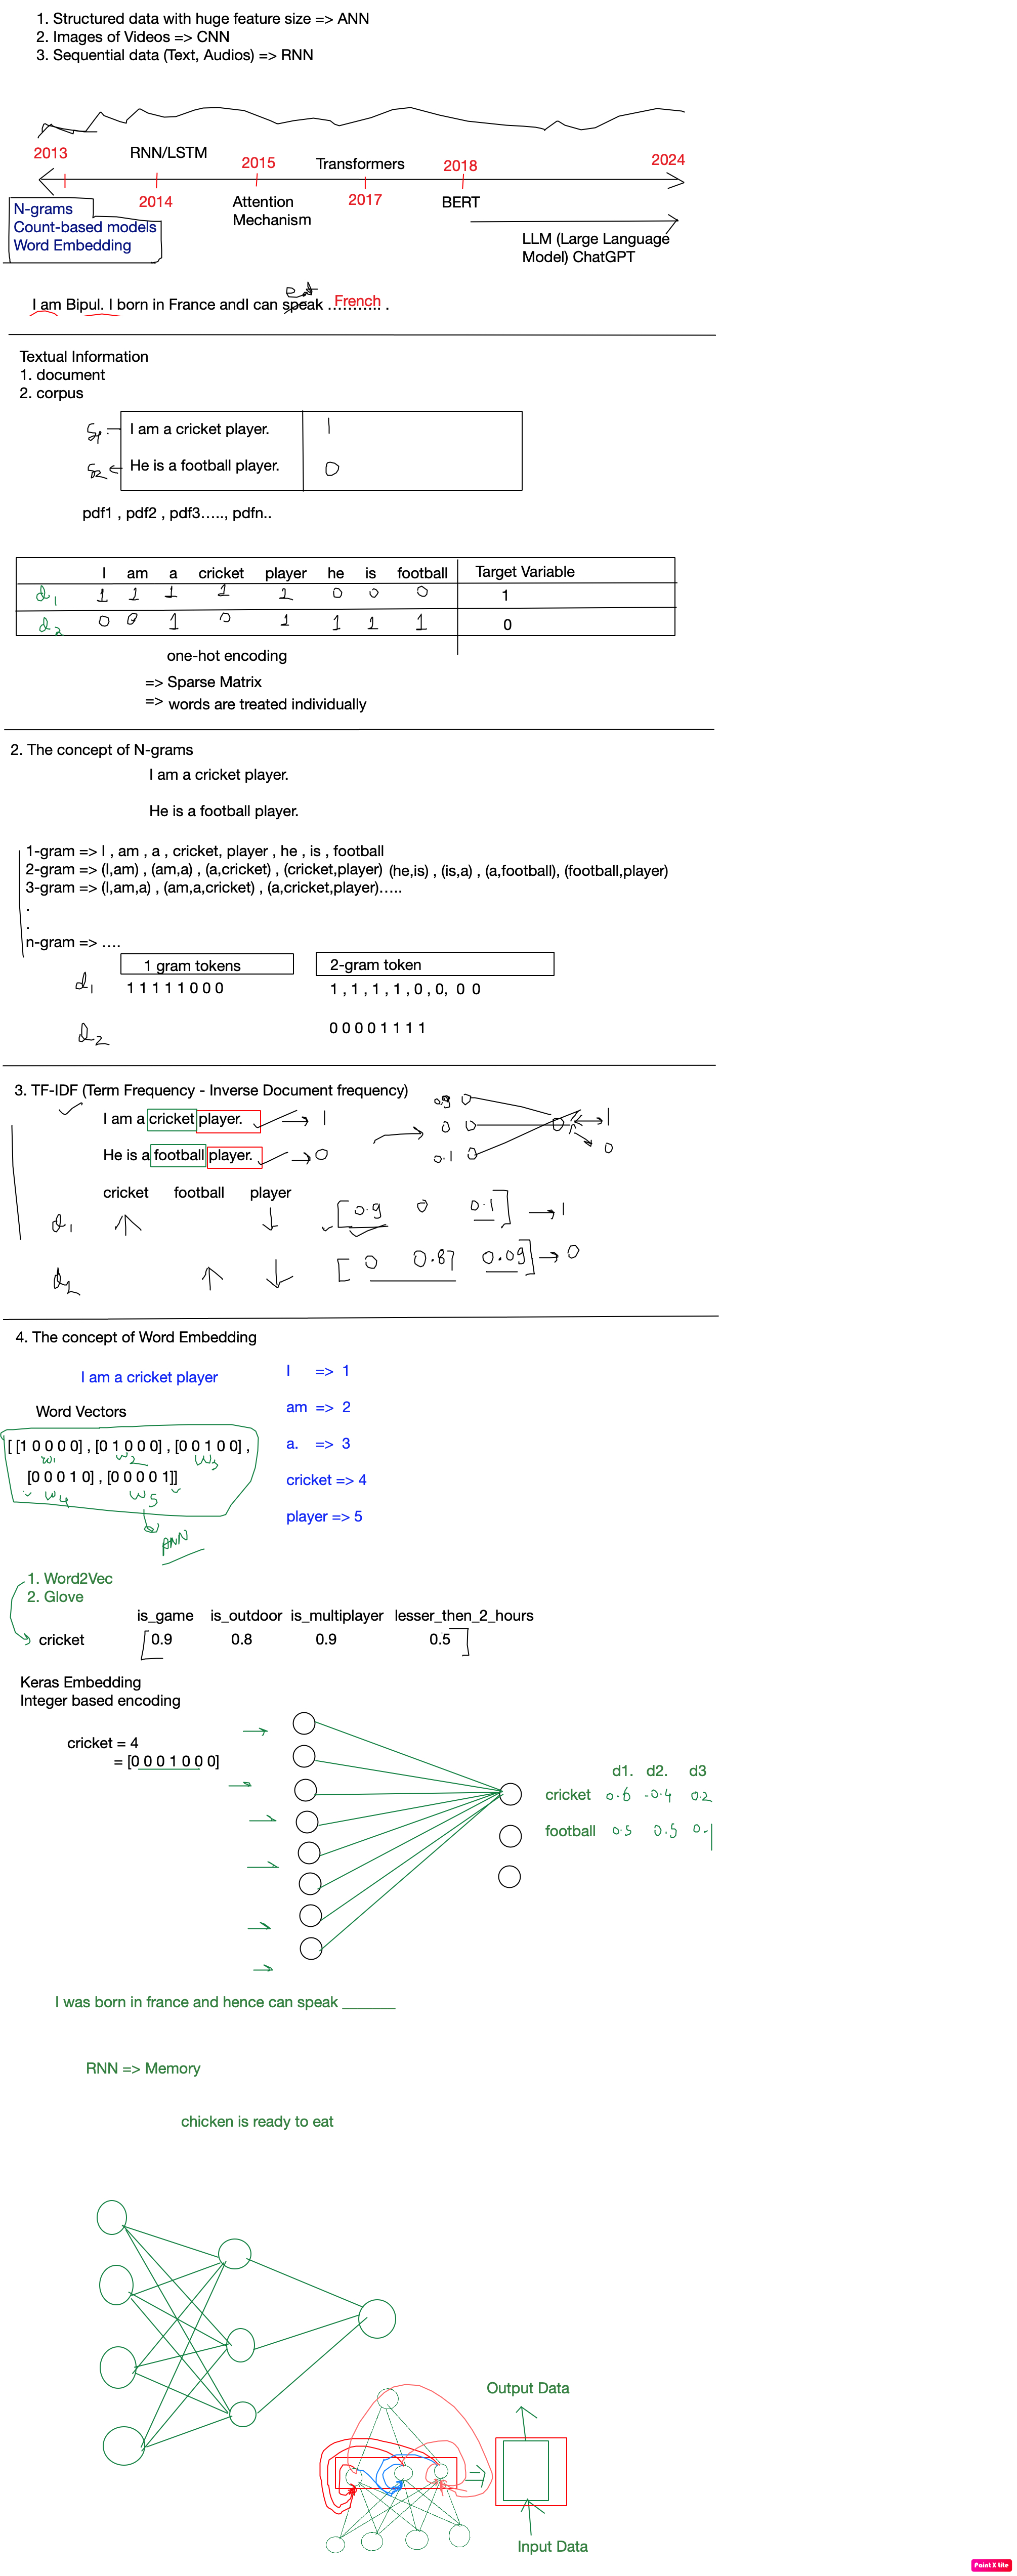 1. Structured data with huge feature size => ANN
2. Images of Videos => CNN
3. Sequential data (Text, Audios) => RNN
2013 RNN/LSTM 2015 Transformers 2018 2024
2014 Attention 2017 BERT
Mechanism
N-grams
Count-based models
Word Embedding
LLM (Large Language
Model) ChatGPT
eat
I am Bipul. I born in France andI can speak ........... .
French
Textual Information
1. document
2. corpus
S1 I am a cricket player. 1
S2 He is a football player. 0
pdf1 , pdf2 , pdf3....., pdfn..
I am a cricket player he is football Target Variable
d1 1 1 1 1 1 0 0 0 1
d2 0 0 1 0 1 1 1 1 0
one-hot encoding
=> Sparse Matrix
=> words are treated individually
2. The concept of N-grams
I am a cricket player.
He is a football player.
1-gram => I , am , a , cricket, player , he , is , football
2-gram => (I,am) , (am,a) , (a,cricket) , (cricket,player) (he,is) , (is,a) , (a,football), (football,player)
3-gram => (I,am,a) , (am,a,cricket) , (a,cricket,player).....
.
.
n-gram => ....
1 gram tokens 2-gram token
d1 1 1 1 1 1 0 0 0 1 , 1 , 1 , 1 , 0 , 0, 0 0
d2 0 0 0 0 1 1 1 1
3. TF-IDF (Term Frequency - Inverse Document frequency)
I am a cricket player. → 1
He is a football player. → 0
0.9
0
0.1
1
0
cricket football player
d1 ↑ ↓ [0.9 0 0.1] → 1
d2 ↑ ↓ [0 0.87 0.09] → 0
4. The concept of Word Embedding
I am a cricket player
I => 1
am => 2
a. => 3
cricket => 4
player => 5
Word Vectors
[ [1 0 0 0 0] , [0 1 0 0 0] , [0 0 1 0 0] ,
w1 w2 w3
[0 0 0 1 0] , [0 0 0 0 1]]
w4 w5
1. Word2Vec
2. Glove
is_game is_outdoor is_multiplayer lesser_then_2_hours
cricket [0.9 0.8 0.9 0.5]
Keras Embedding
Integer based encoding
cricket = 4
= [0 0 0 1 0 0 0]
d1. d2. d3
cricket 0.6 -0.4 0.2
football 0.5 0.5 0.1
I was born in france and hence can speak _______
RNN => Memory
chicken is ready to eat
Output Data
Input Data
Paint X Lite